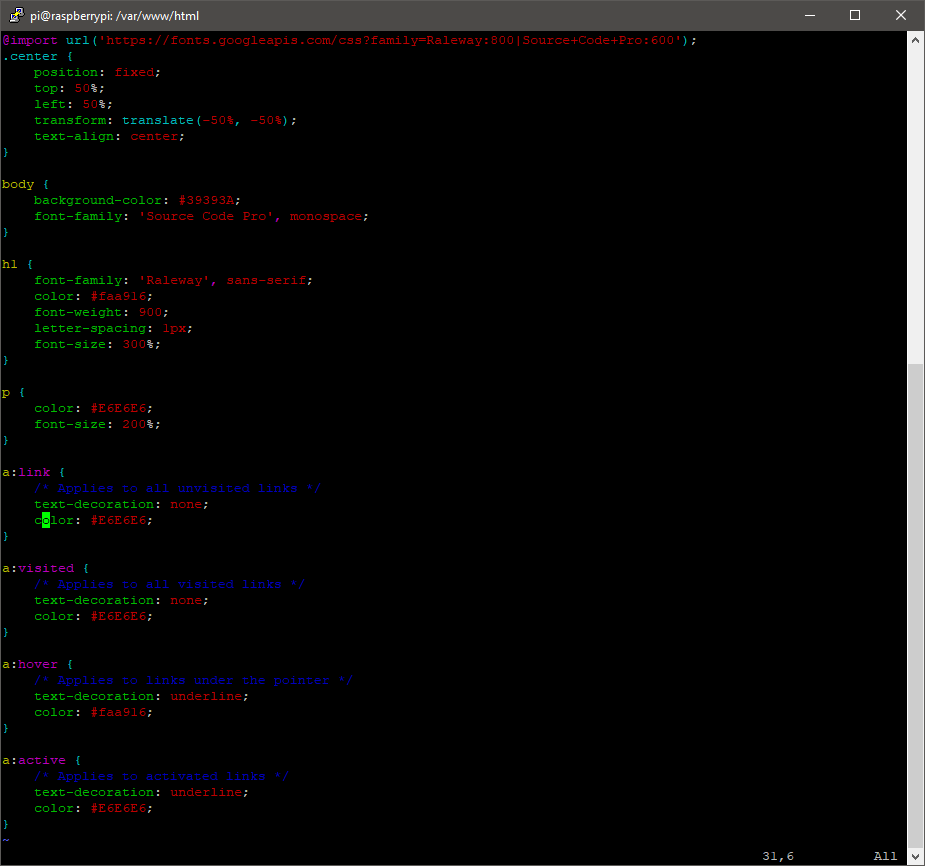 pi@raspberrypi: /var/www/html
@import url('https://fonts.googleapis.com/css?family=Raleway:800|Source+Code+Pro:600');
.center {
    position: fixed;
    top: 50%;
    left: 50%;
    transform: translate(-50%, -50%);
    text-align: center;
}

body {
    background-color: #39393A;
    font-family: 'Source Code Pro', monospace;
}

h1 {
    font-family: 'Raleway', sans-serif;
    color: #faa916;
    font-weight: 900;
    letter-spacing: 1px;
    font-size: 300%;
}

p {
    color: #E6E6E6;
    font-size: 200%;
}

a:link {
    /* Applies to all unvisited links */
    text-decoration: none;
    color: #E6E6E6;
}

a:visited {
    /* Applies to all visited links */
    text-decoration: none;
    color: #E6E6E6;
}

a:hover {
    /* Applies to links under the pointer */
    text-decoration: underline;
    color: #faa916;
}

a:active {
    /* Applies to activated links */
    text-decoration: underline;
    color: #E6E6E6;
}
~
31,6 All